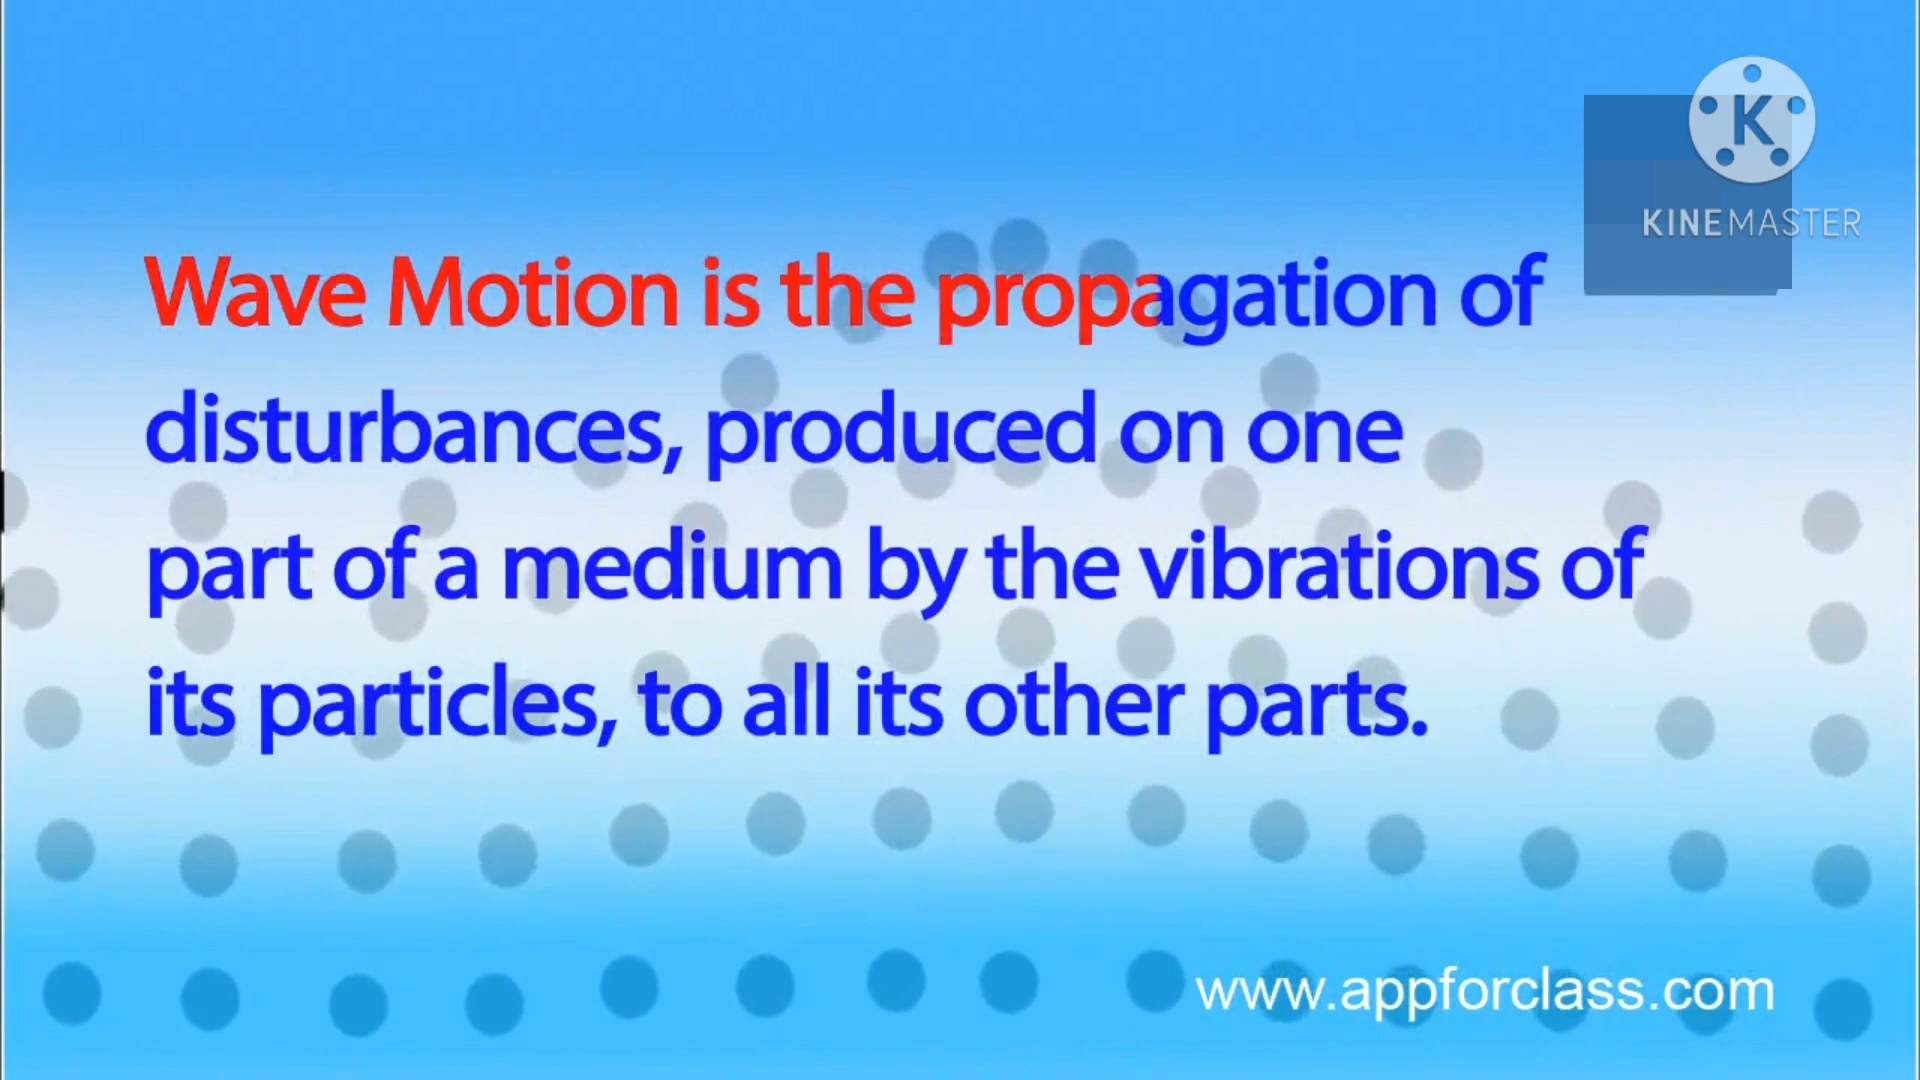 K
KINEMASTER
Wave Motion is the propagation of
disturbances, produced on one
part of a medium by the vibrations of
its particles, to all its other parts.
www.appforclass.com